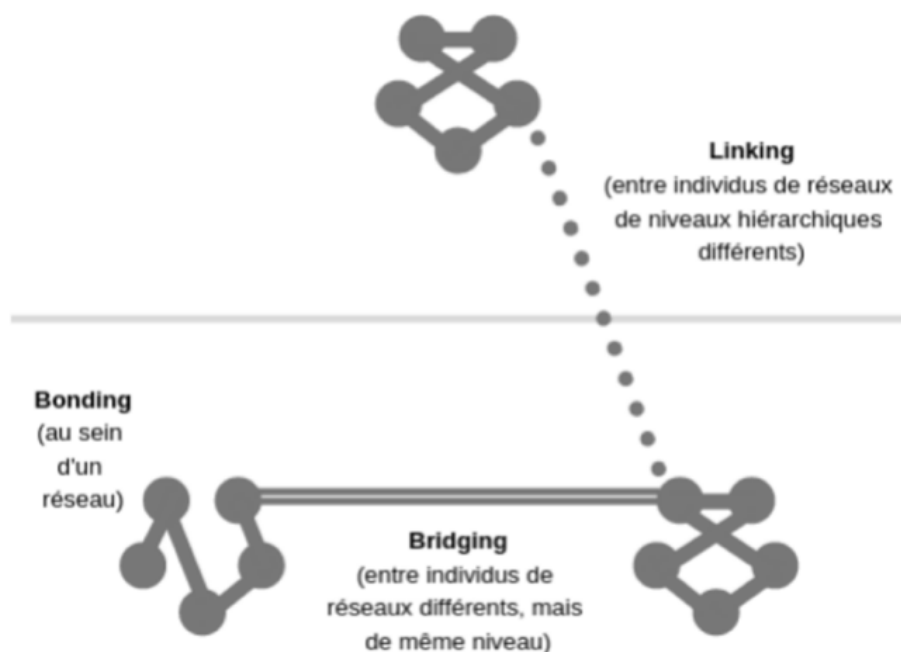 Linking
(entre individus de réseaux
de niveaux hiérarchiques
différents)
Bonding
(au sein
d'un
réseau)
Bridging
(entre individus de
réseaux différents, mais
de même niveau)